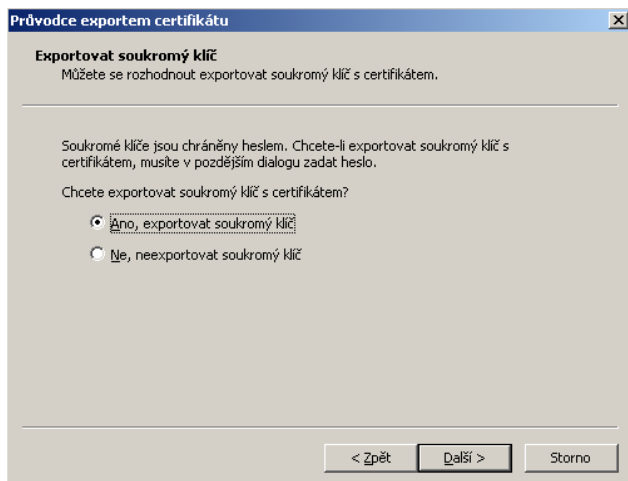 Průvodce exportem certifikátu
Exportovat soukromý klíč
Můžete se rozhodnout exportovat soukromý klíč s certifikátem.
Soukromé klíče jsou chráněny heslem. Chcete-li exportovat soukromý klíč s
certifikátem, musíte v pozdějším dialogu zadat heslo.
Chcete exportovat soukromý klíč s certifikátem?
Ano, exportovat soukromý klíč
Ne, neexportovat soukromý klíč
< Zpět Další > Storno